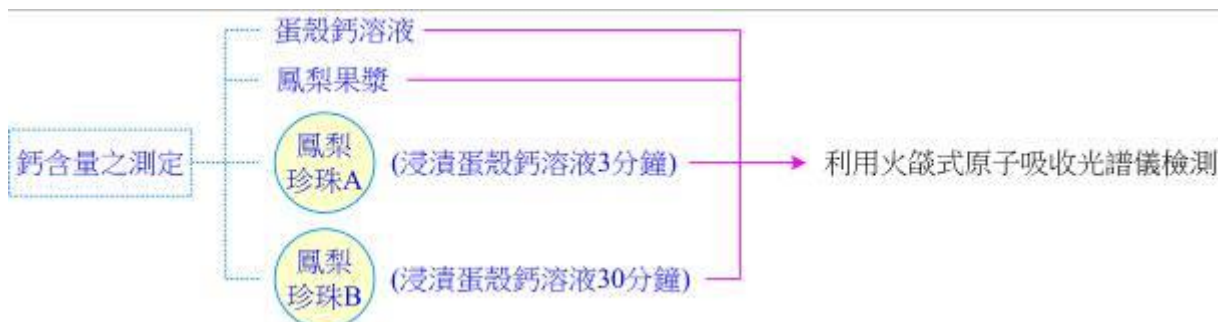 蛋殼鈣溶液
鳳梨果漿
鈣含量之測定
鳳梨
珍珠A
(浸漬蛋殼鈣溶液3分鐘)
利用火燄式原子吸收光譜儀檢測
鳳梨
珍珠B
(浸漬蛋殼鈣溶液30分鐘)